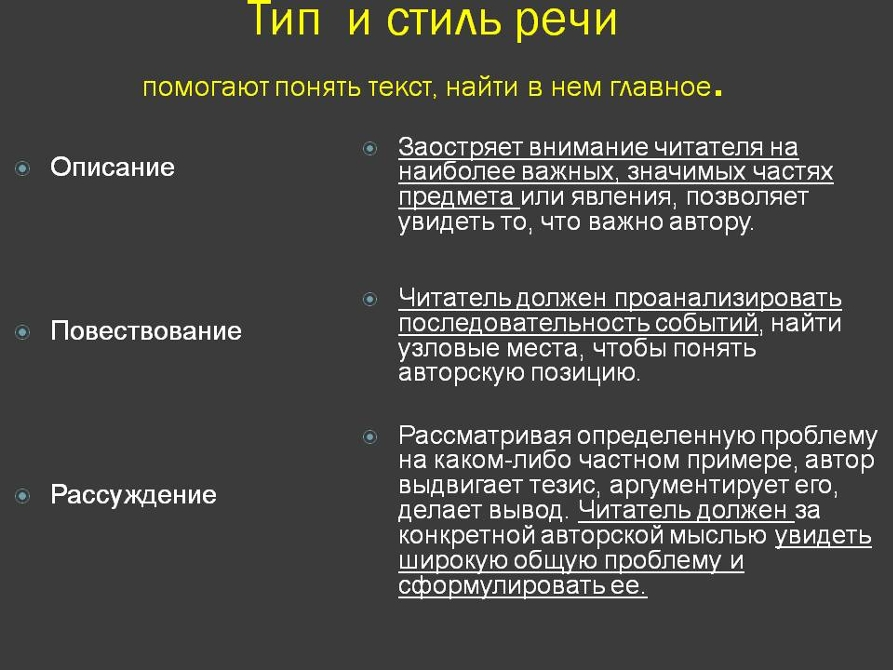 Тип и стиль речи
помогают понять текст, найти в нем главное.
Описание
Заостряет внимание читателя на
наиболее важных, значимых частях
предмета или явления, позволяет
увидеть то, что важно автору.
Повествование
Читатель должен проанализировать
последовательность событий, найти
узловые места, чтобы понять
авторскую позицию.
Рассуждение
Рассматривая определенную проблему
на каком-либо частном примере, автор
выдвигает тезис, аргументирует его,
делает вывод. Читатель должен за
конкретной авторской мыслью увидеть
широкую общую проблему и
сформулировать ее.